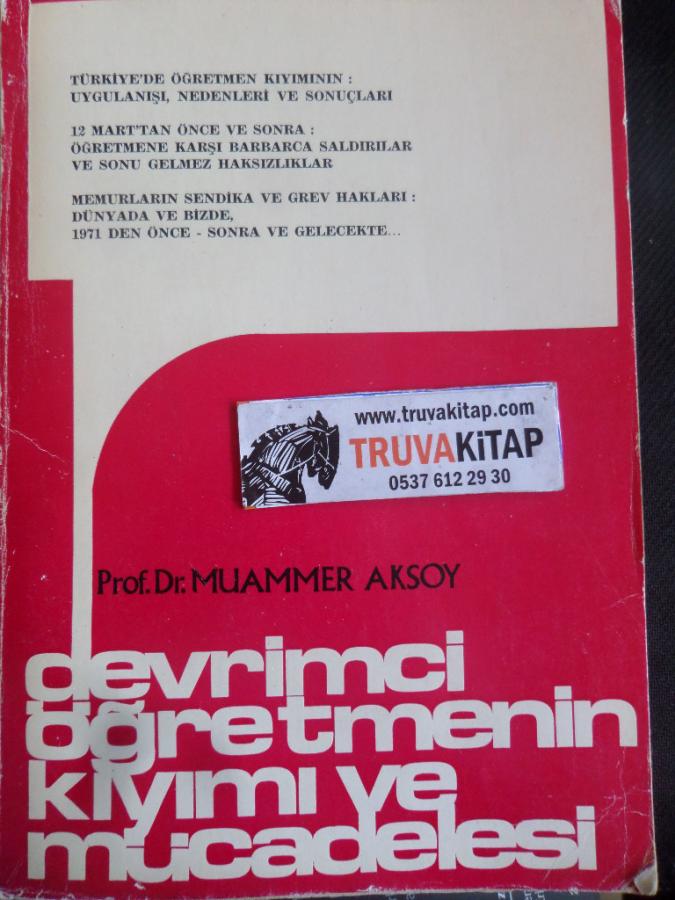 TÜRKİYE'DE ÖĞRETMEN KIYIMININ :
UYGULANIŞI, NEDENLERİ VE SONUÇLARI
12 MART'TAN ÖNCE VE SONRA :
ÖĞRETMENE KARŞI BARBARCA SALDIRILAR
VE SONU GELMEZ HAKSIZLIKLAR
MEMURLARIN SENDİKA VE GREV HAKLARI :
DÜNYADA VE BİZDE,
1971 DEN ÖNCE - SONRA VE GELECEKTE...
www.truvakitap.com
TRUVAKiTAP
0537 612 29 30
Prof. Dr. MUAMMER AKSOY
devrimci
öğretmenin
kıyımı ve
mücadelesi